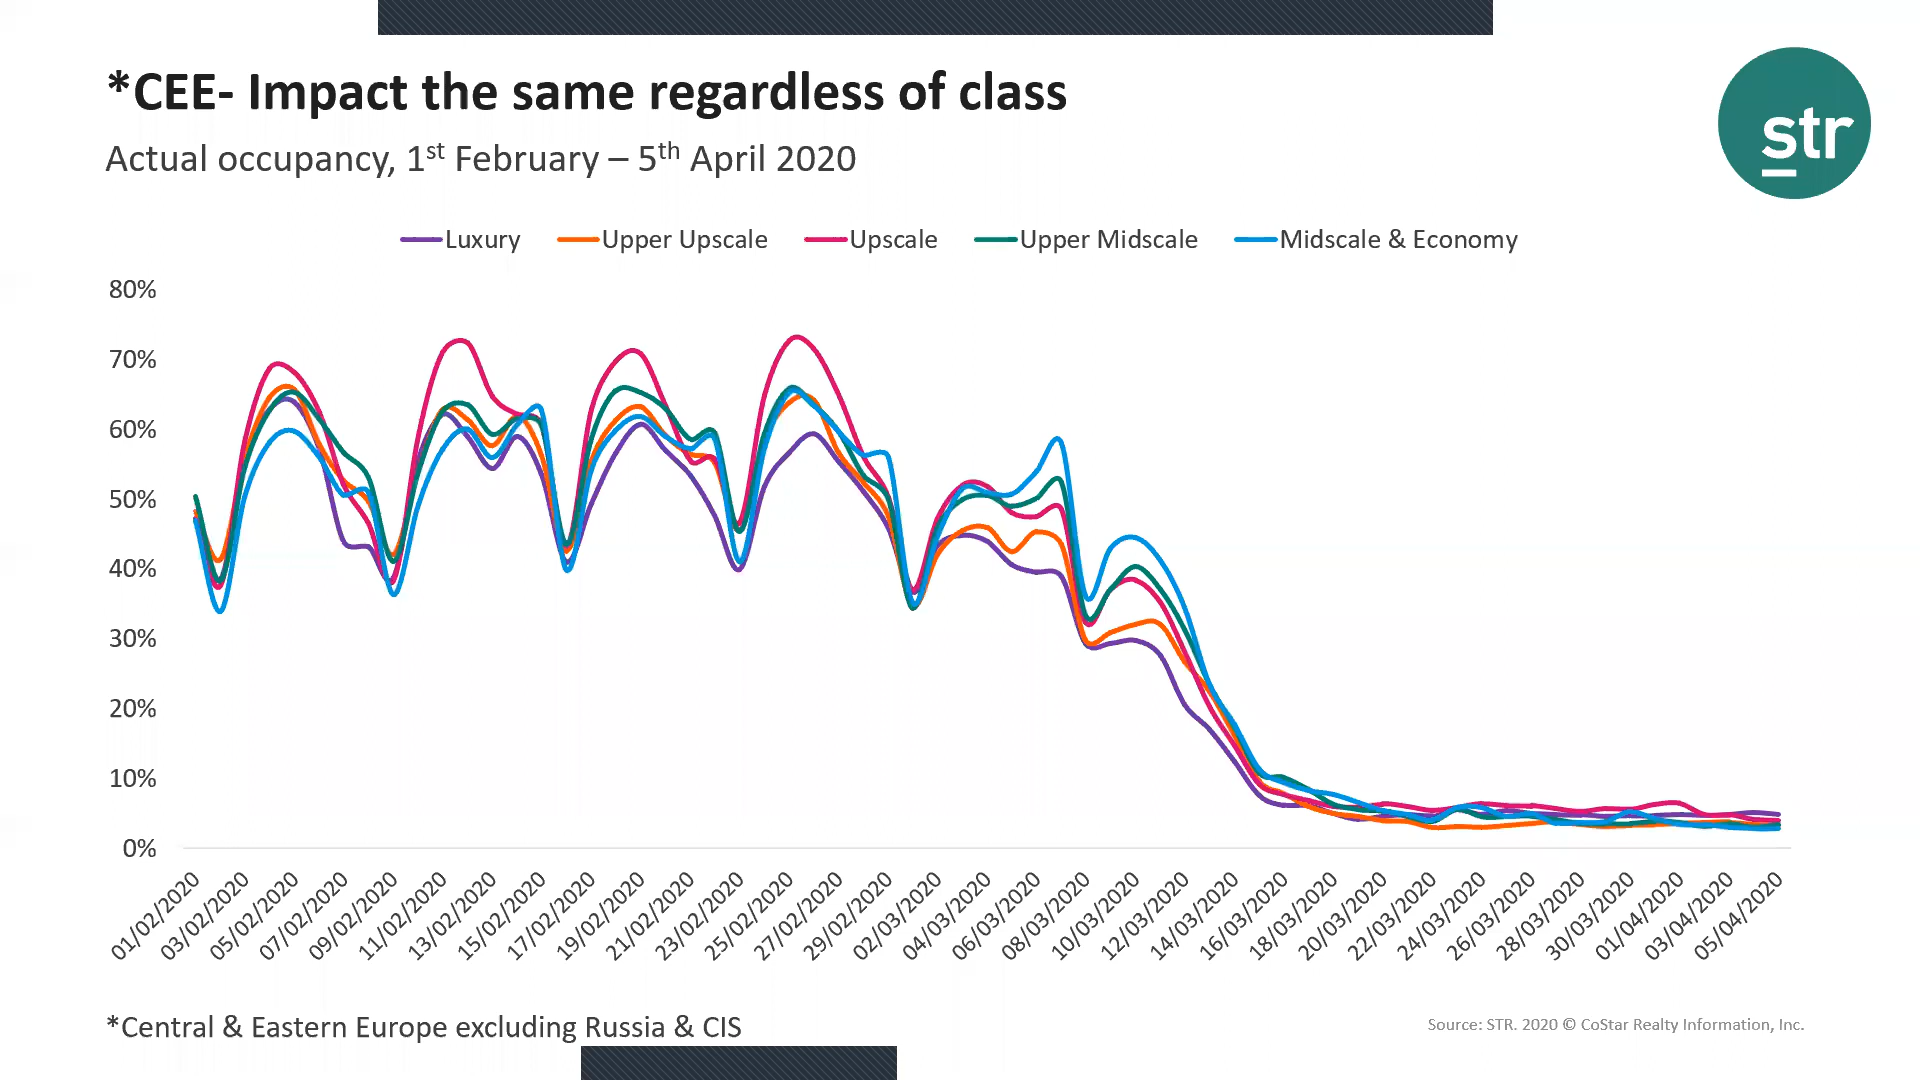 *CEE- Impact the same regardless of class
Actual occupancy, 1st February – 5th April 2020
str
Luxury Upper Upscale Upscale Upper Midscale Midscale & Economy
80%
70%
60%
50%
40%
30%
20%
10%
0%
01/02/2020 03/02/2020 05/02/2020 07/02/2020 09/02/2020 11/02/2020 13/02/2020 15/02/2020 17/02/2020 19/02/2020 21/02/2020 23/02/2020 25/02/2020 27/02/2020 29/02/2020 02/03/2020 04/03/2020 06/03/2020 08/03/2020 10/03/2020 12/03/2020 14/03/2020 16/03/2020 18/03/2020 20/03/2020 22/03/2020 24/03/2020 26/03/2020 28/03/2020 30/03/2020 01/04/2020 03/04/2020 05/04/2020
*Central & Eastern Europe excluding Russia & CIS
Source: STR. 2020 © CoStar Realty Information, Inc.